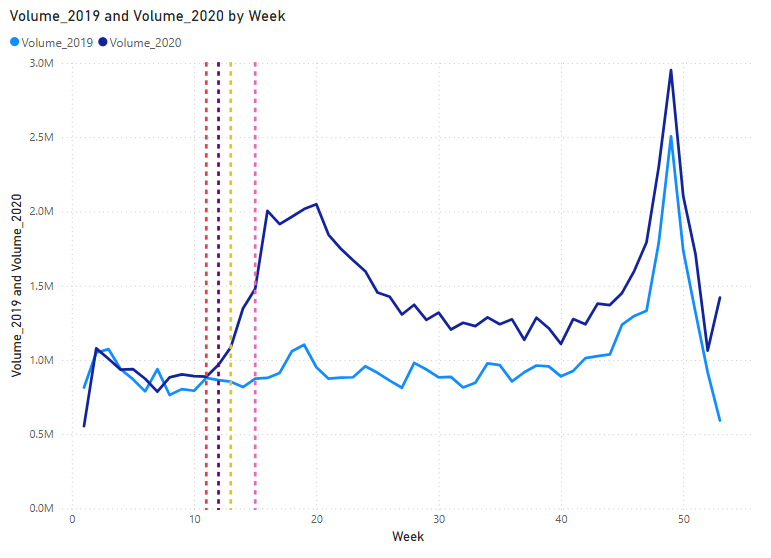 Volume_2019 and Volume_2020 by Week
Volume_2019 Volume_2020
3.0M
2.5M
2.0M
1.5M
1.0M
0.5M
0.0M
Volume_2019 and Volume_2020
0 10 20 30 40 50
Week